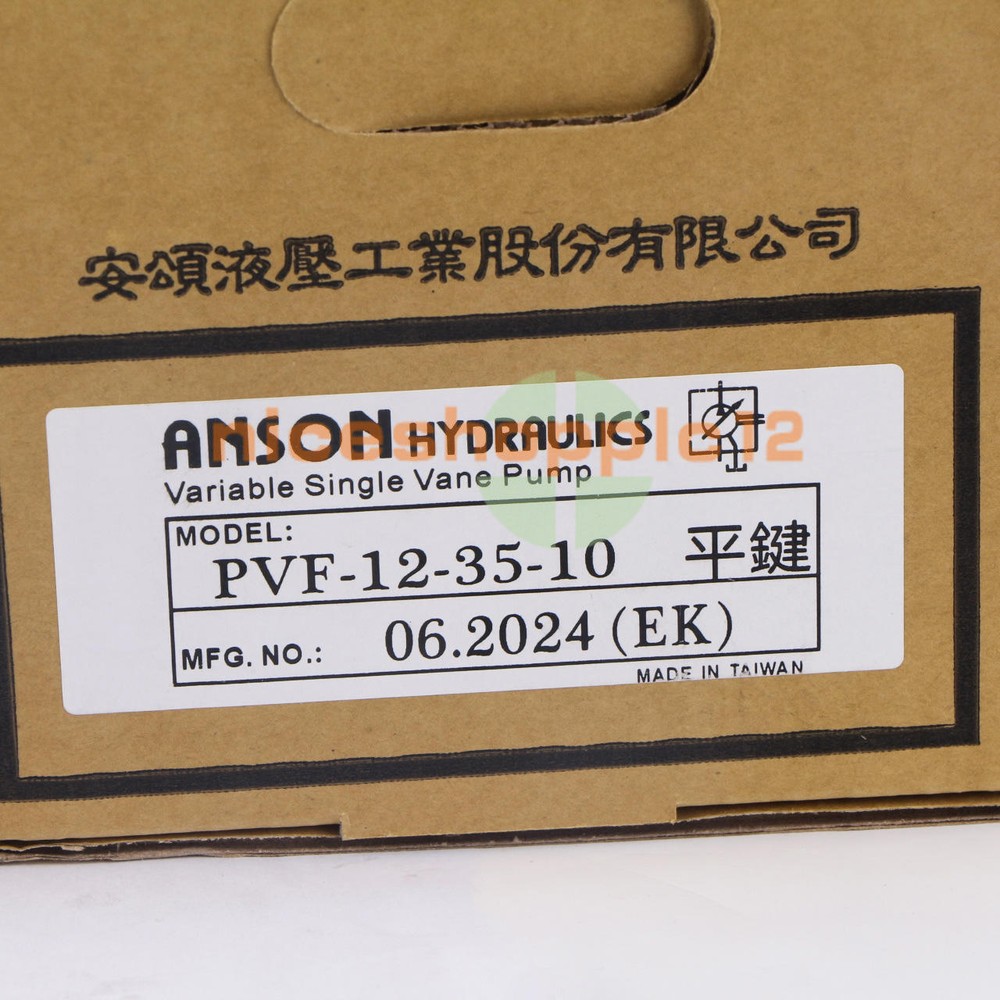 安頌液壓工業股份有限公司
ANSON HYDRAULICS
niceshopple12
Variable Single Vane Pump
MODEL:
PVF-12-35-10 平鍵
MFG. NO.: 06.2024 (EK)
MADE IN TAIWAN